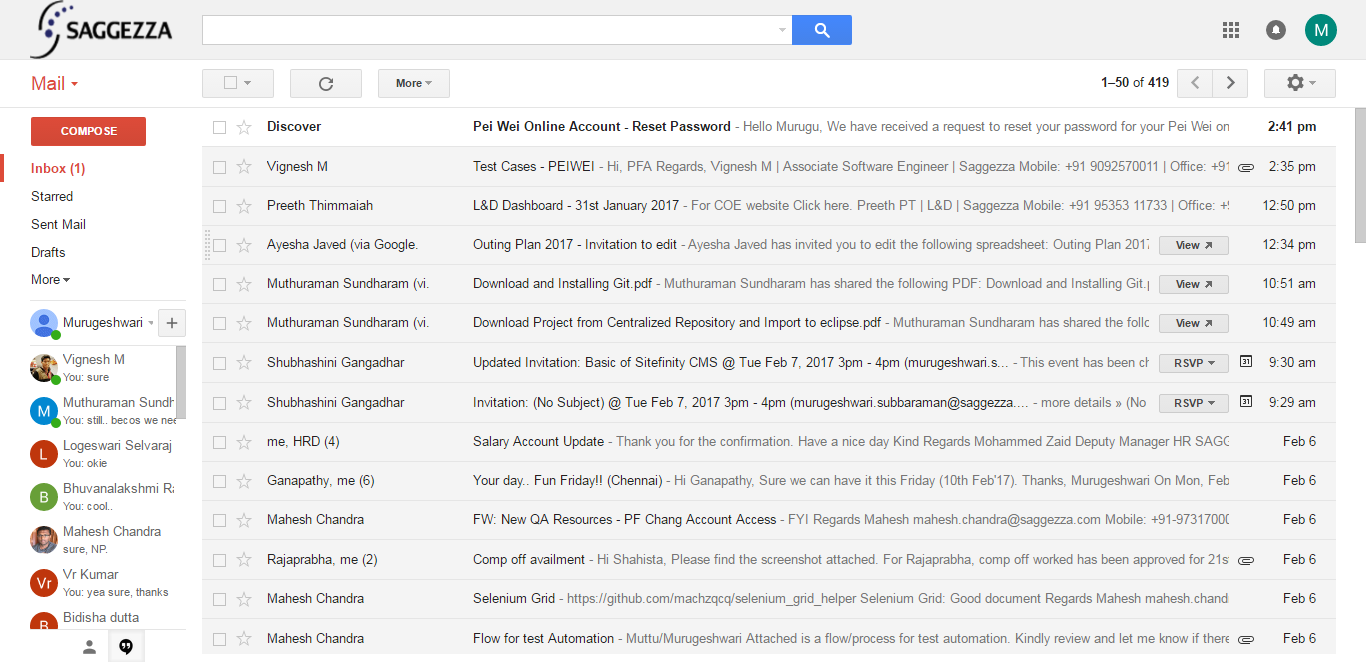 SAGGEZZA
M
Mail
More
1–50 of 419
COMPOSE
Inbox (1)
Starred
Sent Mail
Drafts
More
Murugeshwari
+
Vignesh M
You: sure
M
Muthuraman Sundh
You: still.. becos we nee
L
Logeswari Selvaraj
You: okie
B
Bhuvanalakshmi Ra
You: cool..
Mahesh Chandra
sure, NP.
Vr
Vr Kumar
You: yea sure, thanks
B
Bidisha dutta
Discover Pei Wei Online Account - Reset Password - Hello Murugu, We have received a request to reset your password for your Pei Wei on 2:41 pm
Vignesh M Test Cases - PEIWEI - Hi, PFA Regards, Vignesh M | Associate Software Engineer | Saggezza Mobile: +91 9092570011 | Office: +91 2:35 pm
Preeth Thimmaiah L&D Dashboard - 31st January 2017 - For COE website Click here. Preeth PT | L&D | Saggezza Mobile: +91 95353 11733 | Office: 12:50 pm
Ayesha Javed (via Google. Outing Plan 2017 - Invitation to edit - Ayesha Javed has invited you to edit the following spreadsheet: Outing Plan 2017 View 12:34 pm
Muthuraman Sundharam (vi. Download and Installing Git.pdf - Muthuraman Sundharam has shared the following PDF: Download and Installing Git.p View 10:51 am
Muthuraman Sundharam (vi. Download Project from Centralized Repository and Import to eclipse.pdf - Muthuraman Sundharam has shared the follo View 10:49 am
Shubhashini Gangadhar Updated Invitation: Basic of Sitefinity CMS @ Tue Feb 7, 2017 3pm - 4pm (murugeshwari.s... - This event has been ch RSVP 31 9:30 am
Shubhashini Gangadhar Invitation: (No Subject) @ Tue Feb 7, 2017 3pm - 4pm (murugeshwari.subbaraman@saggezza.... - more details » (No RSVP 31 9:29 am
me, HRD (4) Salary Account Update - Thank you for the confirmation. Have a nice day Kind Regards Mohammed Zaid Deputy Manager HR SAGG Feb 6
Ganapathy, me (6) Your day.. Fun Friday!! (Chennai) - Hi Ganapathy, Sure we can have it this Friday (10th Feb'17). Thanks, Murugeshwari On Mon, Feb Feb 6
Mahesh Chandra FW: New QA Resources - PF Chang Account Access - FYI Regards Mahesh mahesh.chandra@saggezza.com Mobile: +91-97317000 Feb 6
Rajaprabha, me (2) Comp off availment - Hi Shahista, Please find the screenshot attached. For Rajaprabha, comp off worked has been approved for 21st Feb 6
Mahesh Chandra Selenium Grid - https://github.com/machzqcq/selenium_grid_helper Selenium Grid: Good document Regards Mahesh mahesh.chand Feb 6
Mahesh Chandra Flow for test Automation - Muttu/Murugeshwari Attached is a flow/process for test automation. Kindly review and let me know if there Feb 6